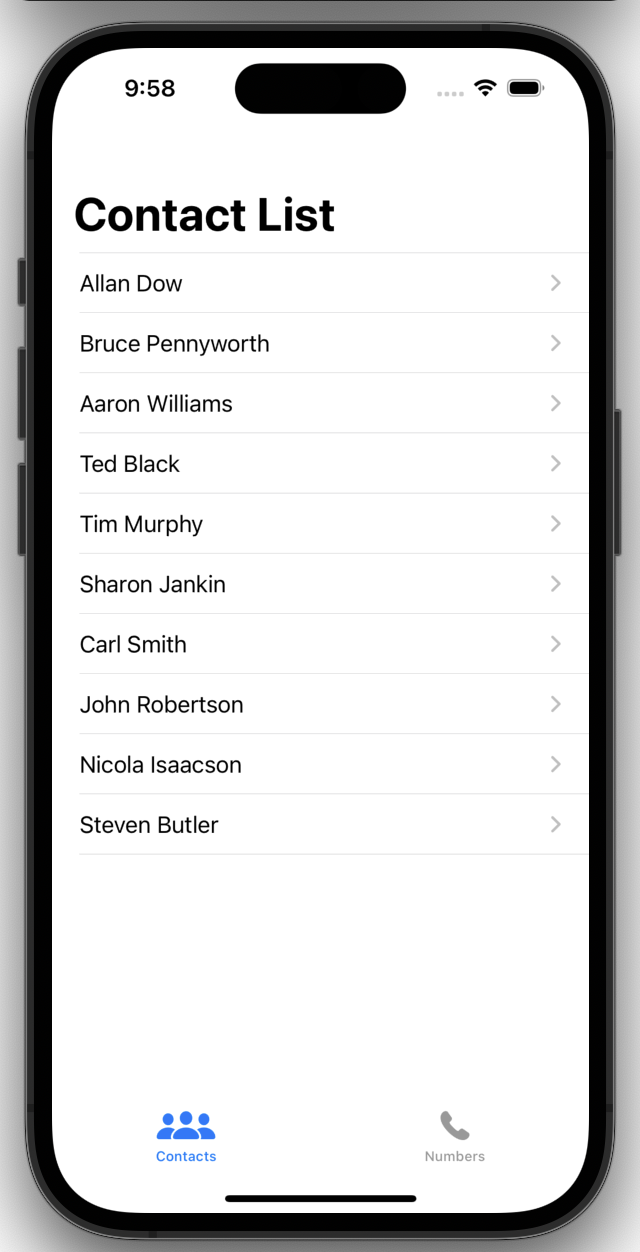 9:58
Contact List
Allan Dow
Bruce Pennyworth
Aaron Williams
Ted Black
Tim Murphy
Sharon Jankin
Carl Smith
John Robertson
Nicola Isaacson
Steven Butler
Contacts
Numbers